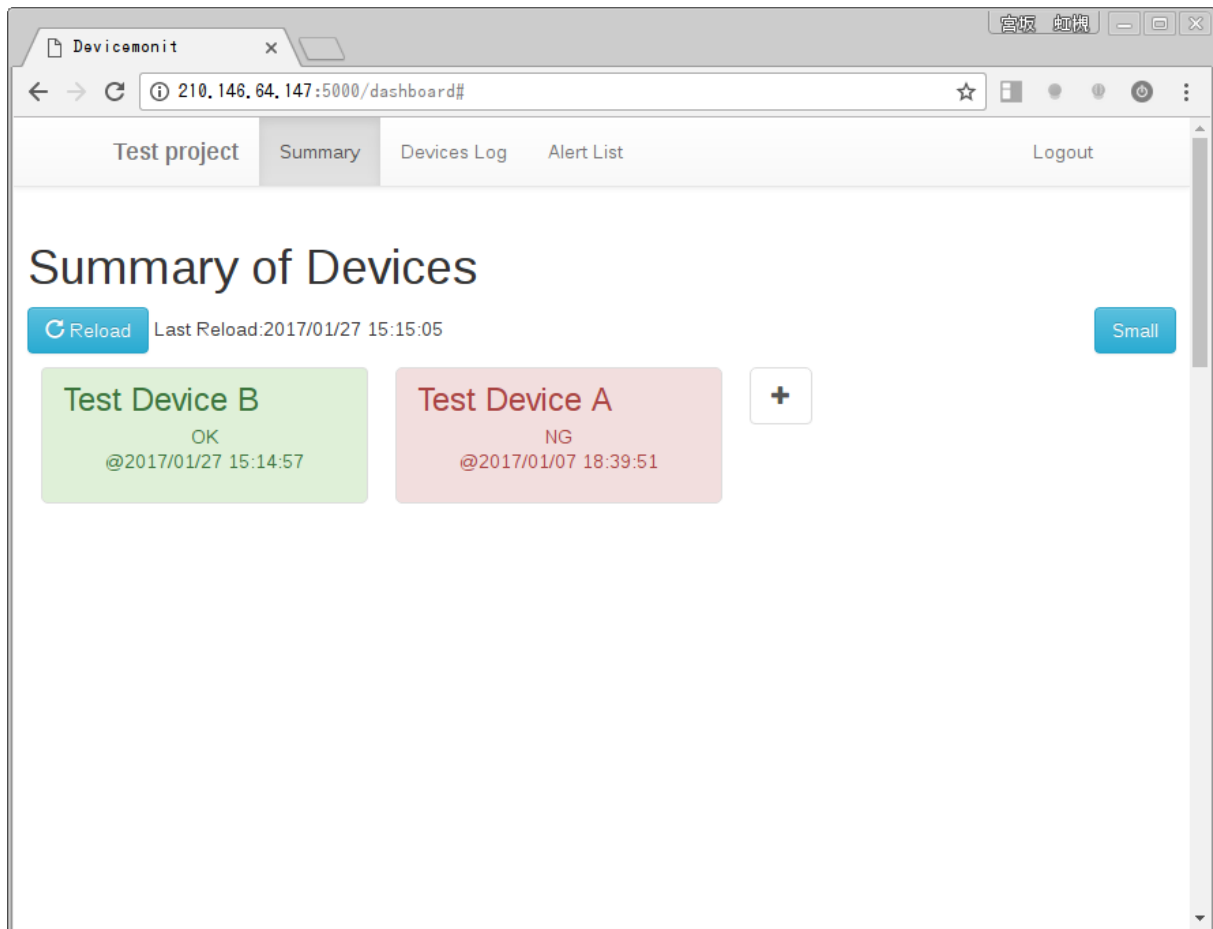 宮坂 虹槻
Devicemonit
210.146.64.147:5000/dashboard#
Test project Summary Devices Log Alert List Logout
Summary of Devices
Reload Last Reload:2017/01/27 15:15:05 Small
Test Device B
OK
@2017/01/27 15:14:57
Test Device A
NG
@2017/01/07 18:39:51